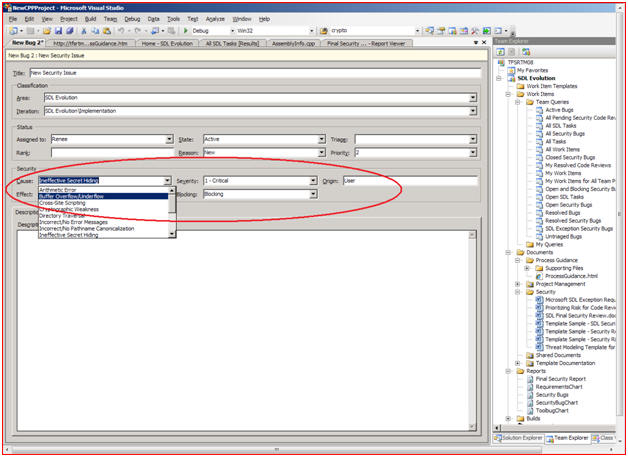 NewCPPProject - Microsoft Visual Studio
File Edit View Project Build Team Debug Data Tools Test Analyze Window Help
Debug Win32 crypto
New Bug 2* http://tfsrtm...ssGuidance.htm Home - SDL Evolution All SDL Tasks [Results] AssemblyInfo.cpp Final Security ... - Report Viewer
New Bug 2 : New Security Issue
Title: New Security Issue
Classification
Area: SDL Evolution
Iteration: SDL Evolution\Implementation
Status
Assigned to: Renee State: Active Triage:
Rank: Reason: New Priority: 2
Security
Cause: Ineffective Secret Hiding Severity: 1 - Critical Origin: User
Effect: Blocking: Blocking
Arithmetic Error
Buffer Overflow/Underflow
Cross-Site Scripting
Cryptographic Weakness
Directory Traversal
Incorrect/No Error Messages
Incorrect/No Pathname Canonicalization
Ineffective Secret Hiding
Descriptio
Descripti
Team Explorer
TFSRTM08
My Favorites
SDL Evolution
Work Item Templates
Work Items
Team Queries
Active Bugs
All Pending Security Code Rev
All SDL Tasks
All Security Bugs
All Tasks
All Work Items
Closed Security Bugs
My Resolved Code Reviews
My Work Items
My Work Items for All Team P
Open and Blocking Security B
Open SDL Tasks
Open Security Bugs
Resolved Bugs
Resolved Security Bugs
SDL Exception Security Bugs
Untriaged Bugs
My Queries
Documents
Process Guidance
Supporting Files
ProcessGuidance.html
Project Management
Security
Microsoft SDL Exception Requ
Prioritizing Risk for Code Revie
SDL Final Security Review.doc
Template Sample - SDL Secur
Template Sample - Security Ra
Template Sample - Security Ra
Threat Modeling Template for
Shared Documents
Template Documentation
Reports
Final Security Report
RequirementsChart
Security Bugs
SecurityBugChart
ToolbugChart
Builds
Solution Explorer Team Explorer Class V